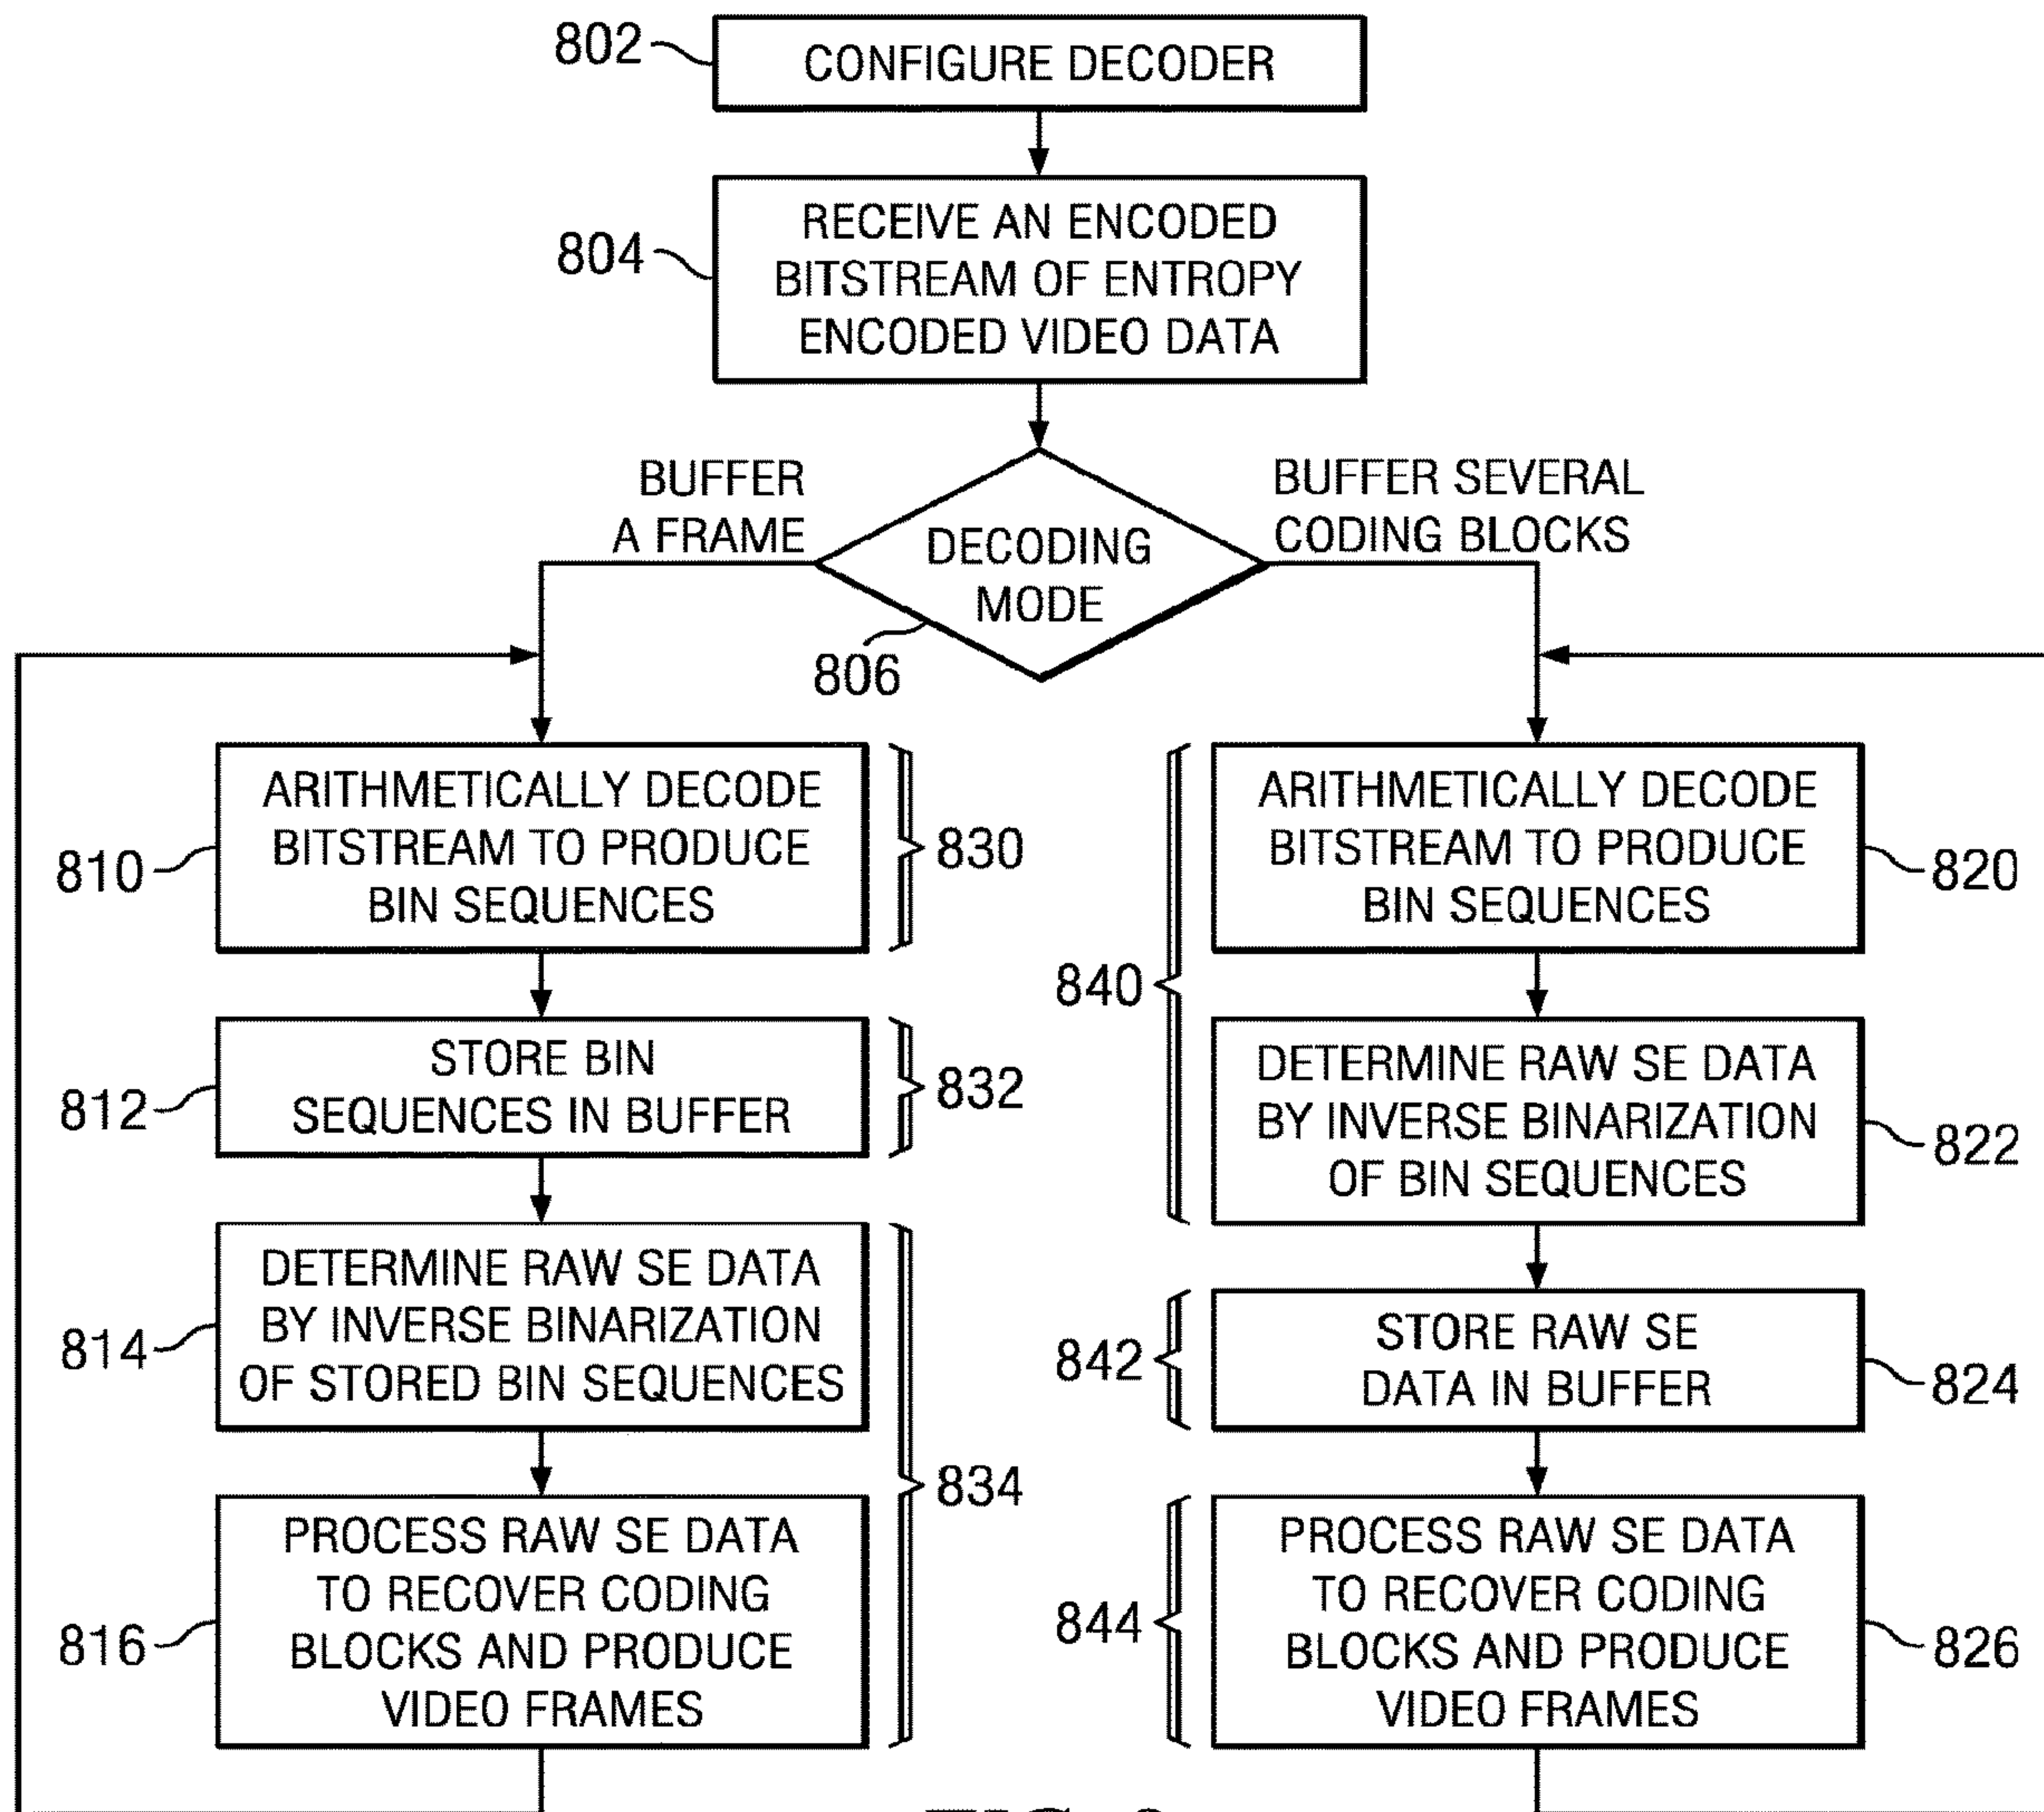 802
CONFIGURE DECODER
804
RECEIVE AN ENCODED
BITSTREAM OF ENTROPY
ENCODED VIDEO DATA
BUFFER
A FRAME
DECODING
MODE
806
BUFFER SEVERAL
CODING BLOCKS
810
ARITHMETICALLY DECODE
BITSTREAM TO PRODUCE
BIN SEQUENCES
830
812
STORE BIN
SEQUENCES IN BUFFER
832
814
DETERMINE RAW SE DATA
BY INVERSE BINARIZATION
OF STORED BIN SEQUENCES
816
PROCESS RAW SE DATA
TO RECOVER CODING
BLOCKS AND PRODUCE
VIDEO FRAMES
834
840
ARITHMETICALLY DECODE
BITSTREAM TO PRODUCE
BIN SEQUENCES
820
DETERMINE RAW SE DATA
BY INVERSE BINARIZATION
OF BIN SEQUENCES
822
842
STORE RAW SE
DATA IN BUFFER
824
844
PROCESS RAW SE DATA
TO RECOVER CODING
BLOCKS AND PRODUCE
VIDEO FRAMES
826